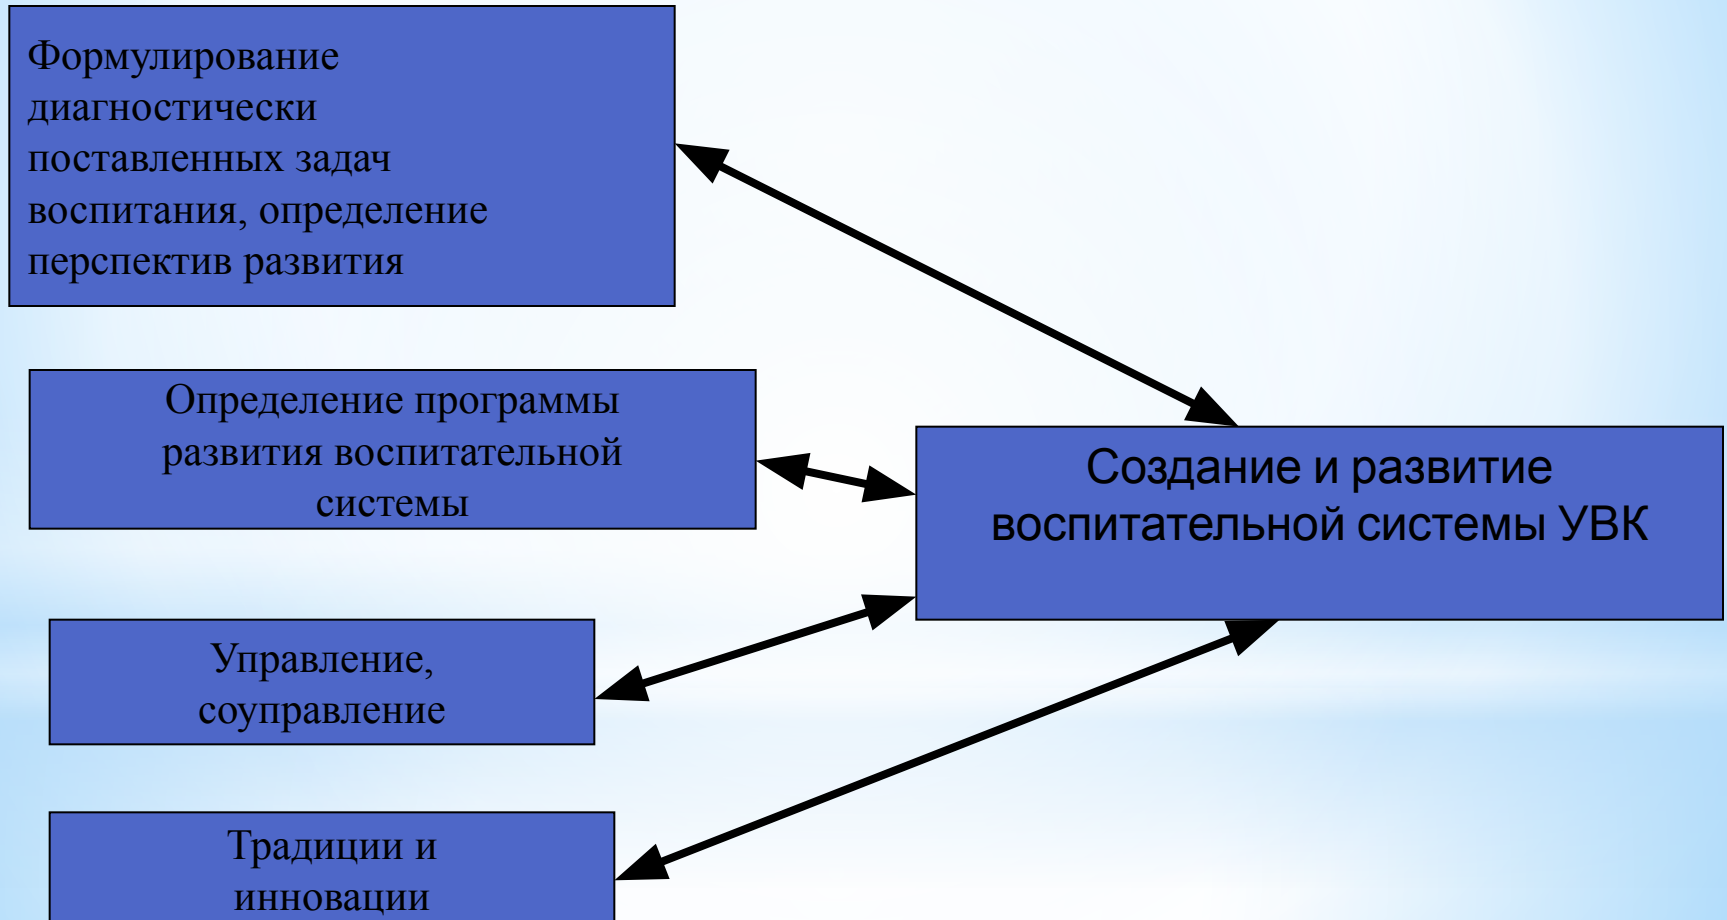 Формулирование
диагностически
поставленных задач
воспитания, определение
перспектив развития
Определение программы
развития воспитательной
системы
Создание и развитие
воспитательной системы УВК
Управление,
соуправление
Традиции и
инновации